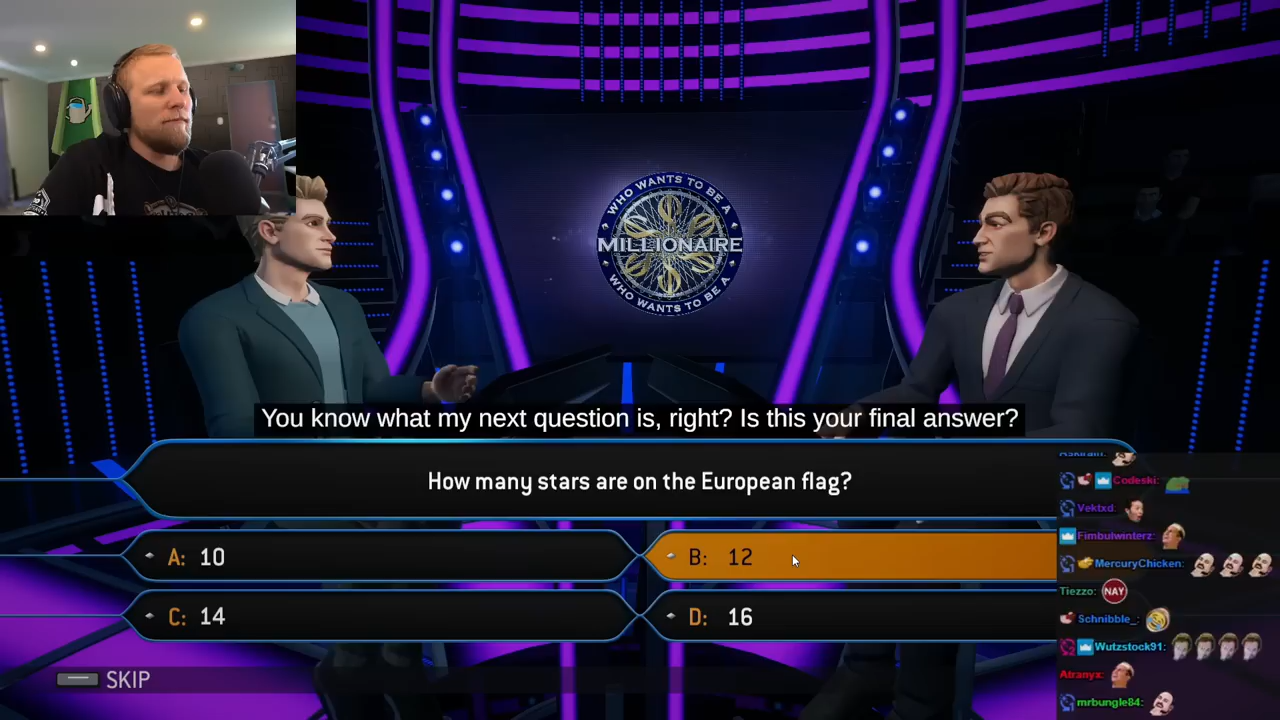 WHO WANTS TO BE A
MILLIONAIRE
WHO WANTS TO BE A
You know what my next question is, right? Is this your final answer?
How many stars are on the European flag?
A: 10
B: 12
C: 14
D: 16
SKIP
Codeski:
Vektxd:
Fimbulwinterz:
MercuryChicken:
Tiezzo: NAY
Schnibble_:
Wutzstock91:
Atranyx:
mrbungle84: